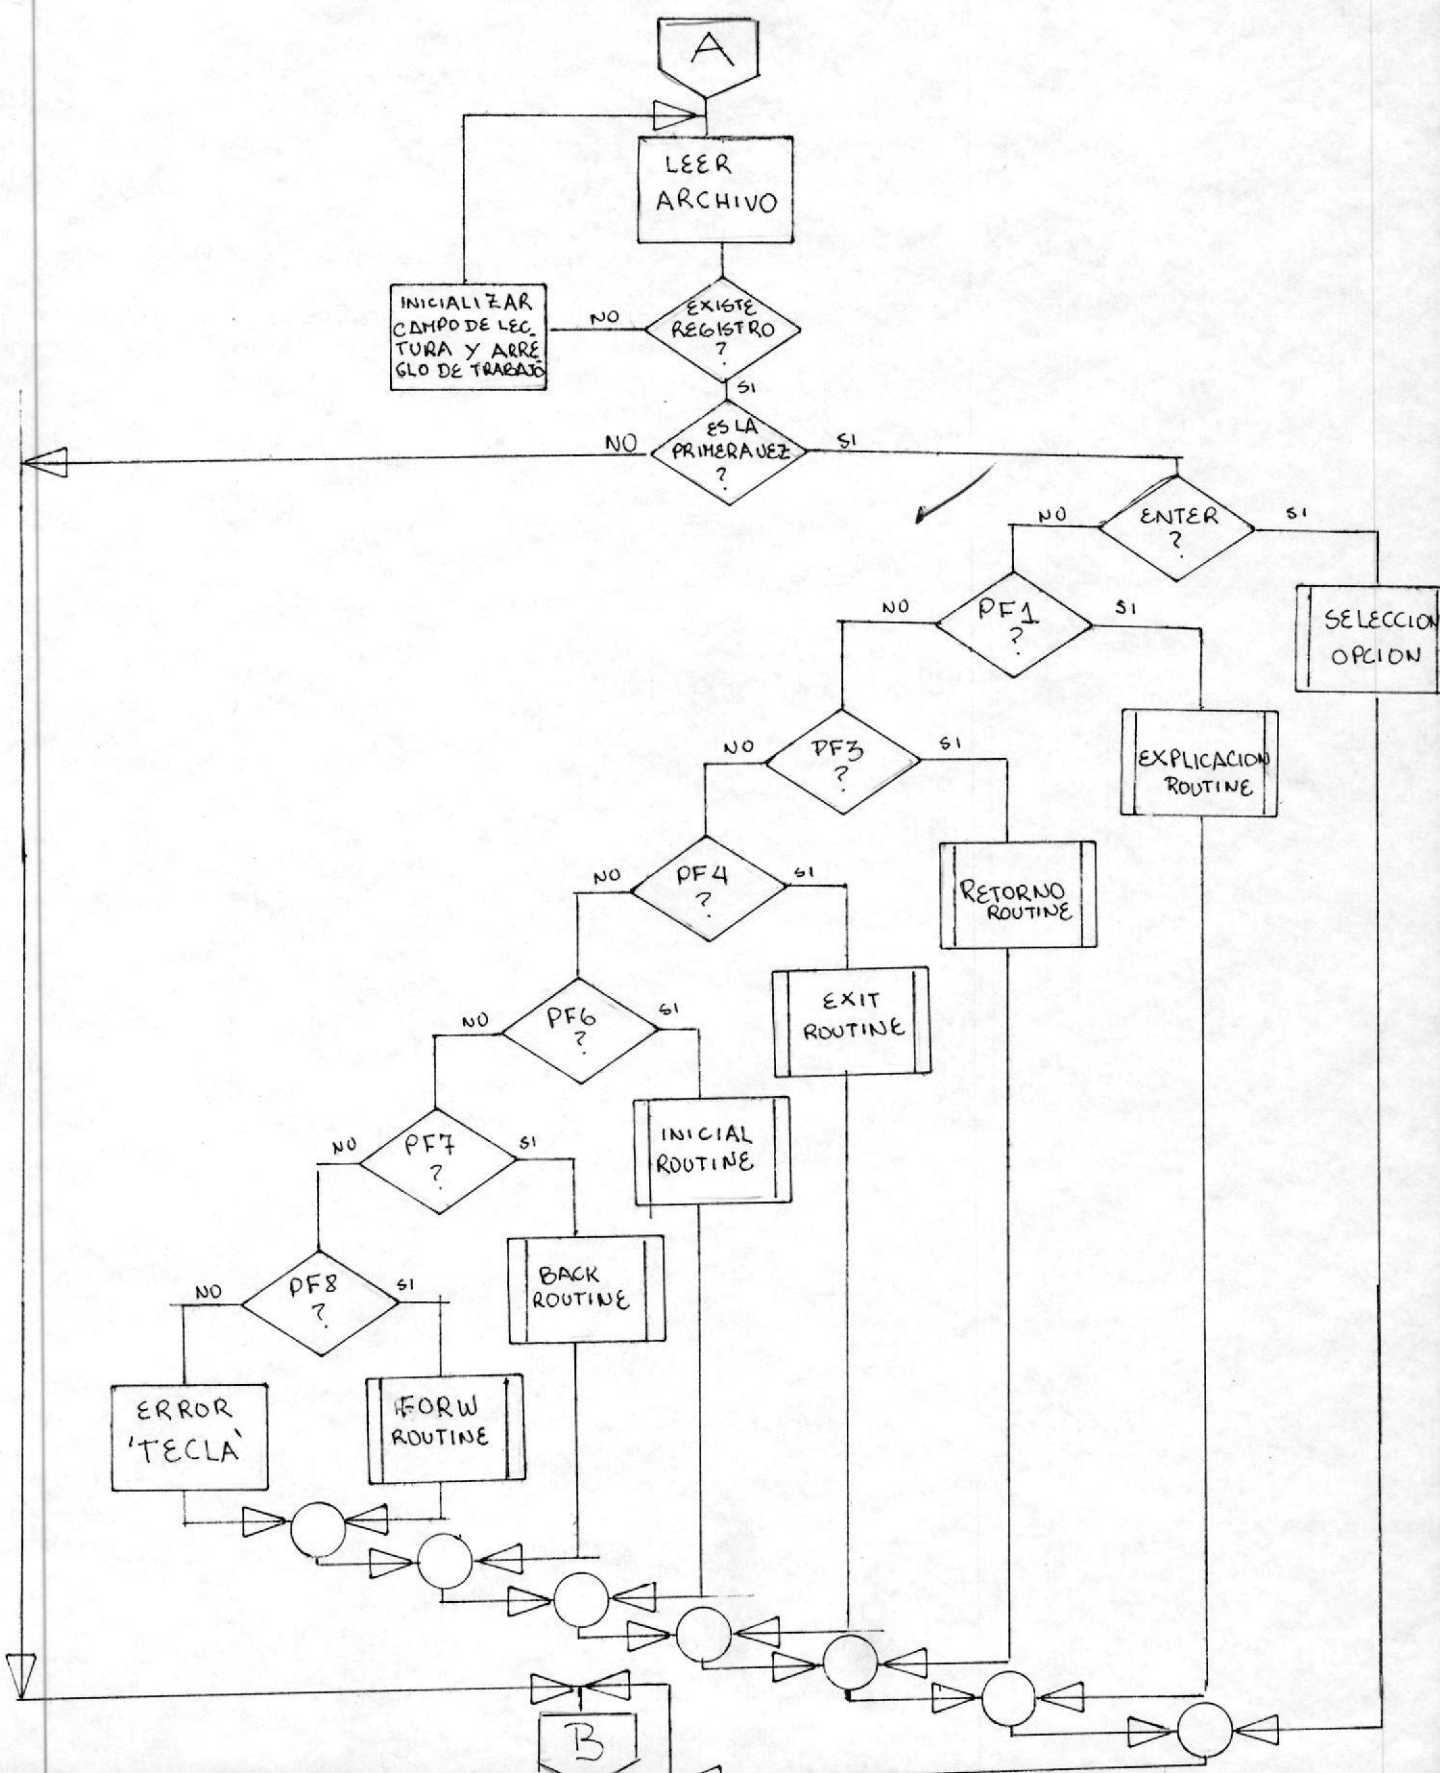 A
LEER
ARCHIVO
INICIALIZAR
CAMPO DE LEC-
TURA Y ARRE
GLO DE TRABAJO
NO
EXISTE
REGISTRO
?
SI
NO
ES LA
PRIMERA VEZ
?
SI
NO
ENTER
?
SI
SELECCION
OPCION
NO
PF1
?
SI
EXPLICACION
ROUTINE
NO
PF3
?
SI
RETORNO
ROUTINE
NO
PF4
?
SI
EXIT
ROUTINE
NO
PF6
?
SI
INICIAL
ROUTINE
NO
PF7
?
SI
BACK
ROUTINE
NO
PF8
?
SI
ERROR
'TECLA'
FORW
ROUTINE
B